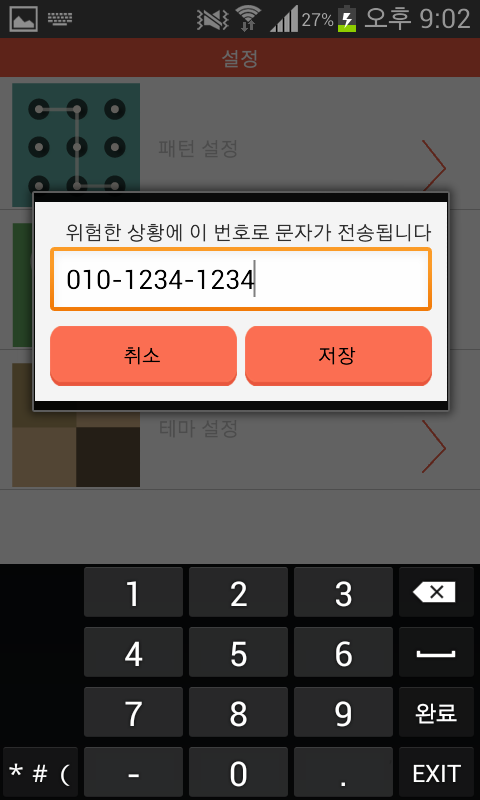 27% 오후 9:02
설정
패턴 설정
위험한 상황에 이 번호로 문자가 전송됩니다
010-1234-1234
취소 저장
테마 설정
1 2 3
4 5 6
7 8 9 완료
* # ( - 0 . EXIT